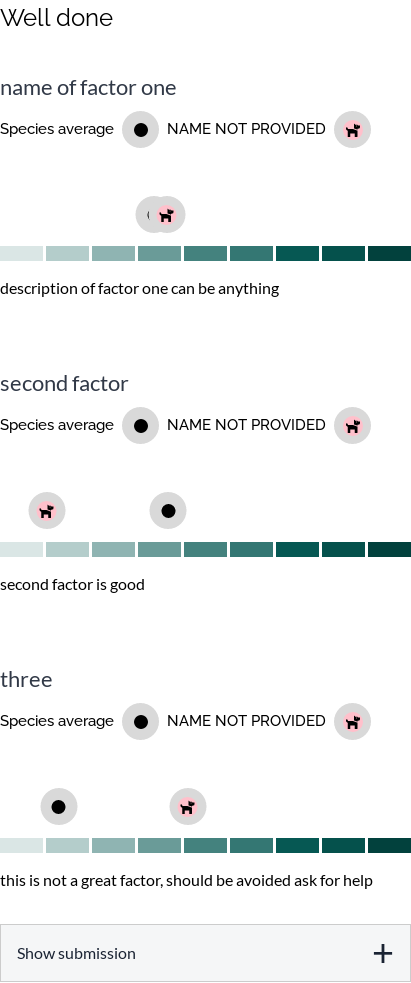 Well done
name of factor one
Species average NAME NOT PROVIDED
description of factor one can be anything
second factor
Species average NAME NOT PROVIDED
second factor is good
three
Species average NAME NOT PROVIDED
this is not a great factor, should be avoided ask for help
Show submission